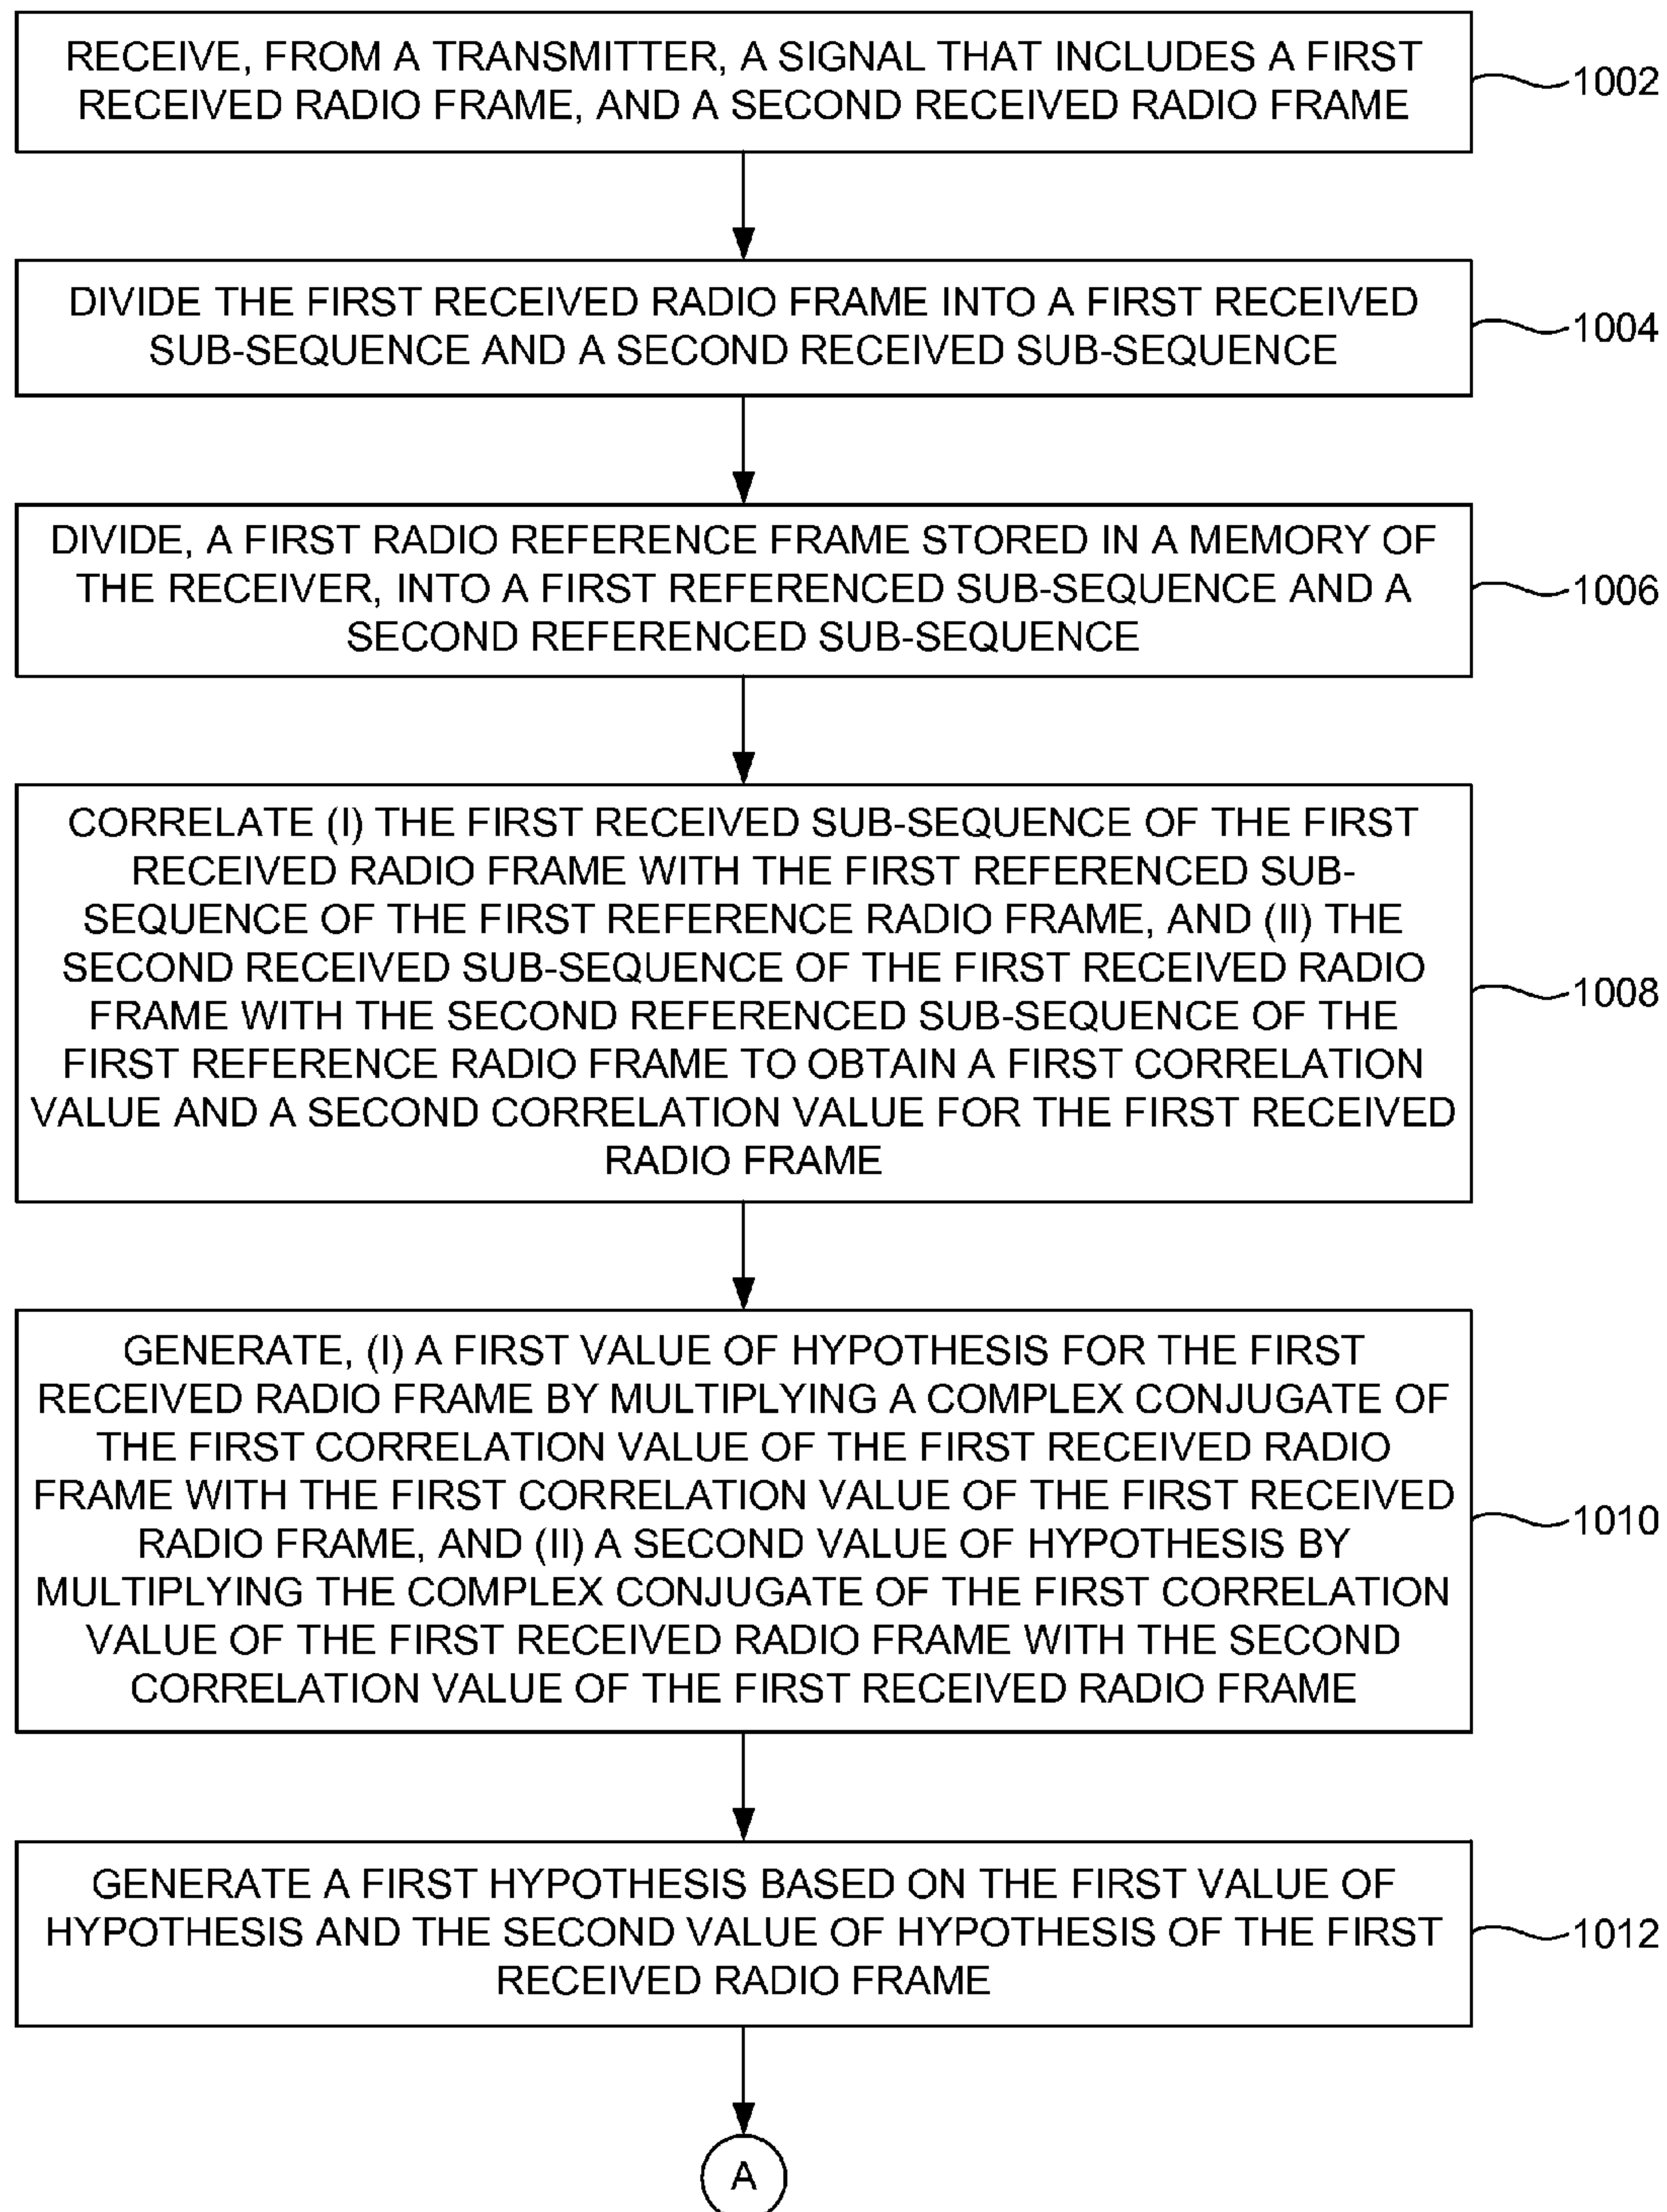 RECEIVE, FROM A TRANSMITTER, A SIGNAL THAT INCLUDES A FIRST
RECEIVED RADIO FRAME, AND A SECOND RECEIVED RADIO FRAME
1002
DIVIDE THE FIRST RECEIVED RADIO FRAME INTO A FIRST RECEIVED
SUB-SEQUENCE AND A SECOND RECEIVED SUB-SEQUENCE
1004
DIVIDE, A FIRST RADIO REFERENCE FRAME STORED IN A MEMORY OF
THE RECEIVER, INTO A FIRST REFERENCED SUB-SEQUENCE AND A
SECOND REFERENCED SUB-SEQUENCE
1006
CORRELATE (I) THE FIRST RECEIVED SUB-SEQUENCE OF THE FIRST
RECEIVED RADIO FRAME WITH THE FIRST REFERENCED SUB-
SEQUENCE OF THE FIRST REFERENCE RADIO FRAME, AND (II) THE
SECOND RECEIVED SUB-SEQUENCE OF THE FIRST RECEIVED RADIO
FRAME WITH THE SECOND REFERENCED SUB-SEQUENCE OF THE
FIRST REFERENCE RADIO FRAME TO OBTAIN A FIRST CORRELATION
VALUE AND A SECOND CORRELATION VALUE FOR THE FIRST RECEIVED
RADIO FRAME
1008
GENERATE, (I) A FIRST VALUE OF HYPOTHESIS FOR THE FIRST
RECEIVED RADIO FRAME BY MULTIPLYING A COMPLEX CONJUGATE OF
THE FIRST CORRELATION VALUE OF THE FIRST RECEIVED RADIO
FRAME WITH THE FIRST CORRELATION VALUE OF THE FIRST RECEIVED
RADIO FRAME, AND (II) A SECOND VALUE OF HYPOTHESIS BY
MULTIPLYING THE COMPLEX CONJUGATE OF THE FIRST CORRELATION
VALUE OF THE FIRST RECEIVED RADIO FRAME WITH THE SECOND
CORRELATION VALUE OF THE FIRST RECEIVED RADIO FRAME
1010
GENERATE A FIRST HYPOTHESIS BASED ON THE FIRST VALUE OF
HYPOTHESIS AND THE SECOND VALUE OF HYPOTHESIS OF THE FIRST
RECEIVED RADIO FRAME
1012
A